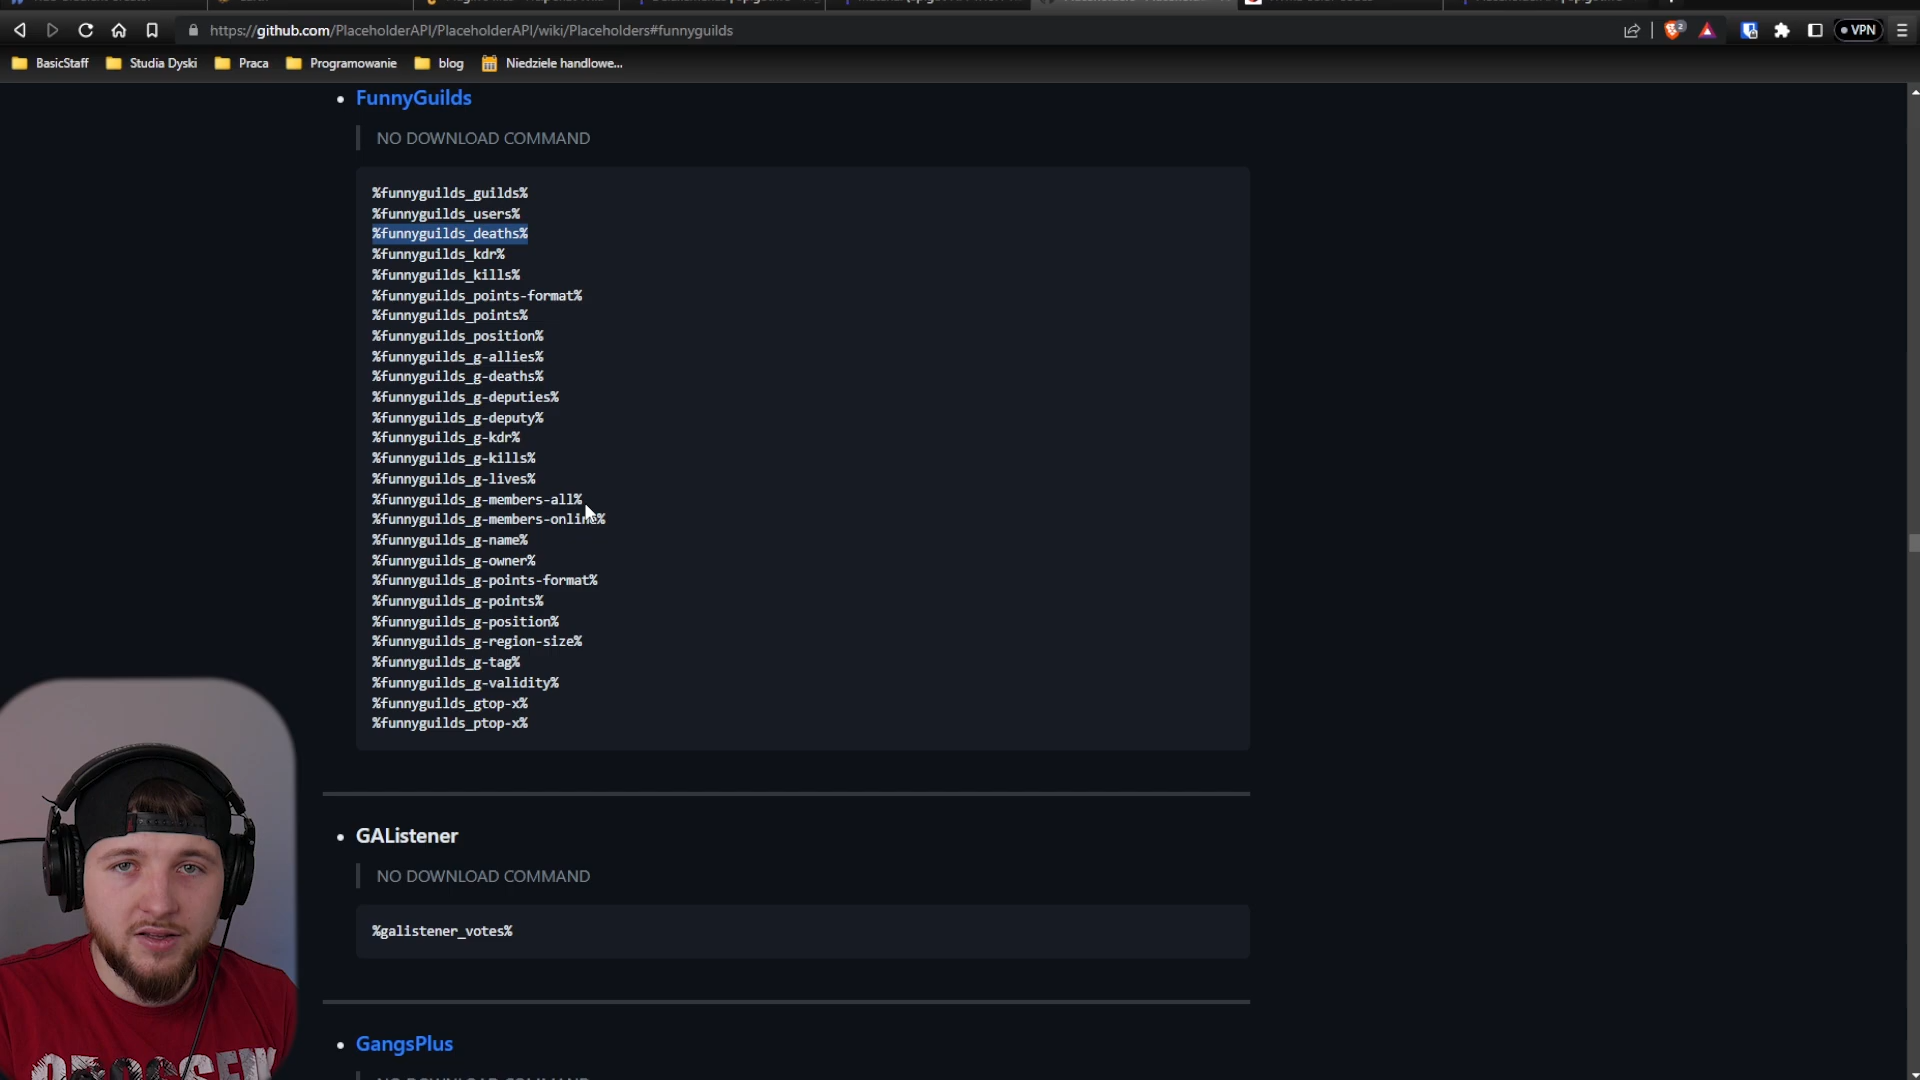 https://github.com/PlaceholderAPI/PlaceholderAPI/wiki/Placeholders#funnyguilds
VPN
BasicStaff
Studia Dyski
Praca
Programowanie
blog
Niedziele handlowe...
FunnyGuilds
NO DOWNLOAD COMMAND
%funnyguilds_guilds%
%funnyguilds_users%
%funnyguilds_deaths%
%funnyguilds_kdr%
%funnyguilds_kills%
%funnyguilds_points-format%
%funnyguilds_points%
%funnyguilds_position%
%funnyguilds_g-allies%
%funnyguilds_g-deaths%
%funnyguilds_g-deputies%
%funnyguilds_g-deputy%
%funnyguilds_g-kdr%
%funnyguilds_g-kills%
%funnyguilds_g-lives%
%funnyguilds_g-members-all%
%funnyguilds_g-members-online%
%funnyguilds_g-name%
%funnyguilds_g-owner%
%funnyguilds_g-points-format%
%funnyguilds_g-points%
%funnyguilds_g-position%
%funnyguilds_g-region-size%
%funnyguilds_g-tag%
%funnyguilds_g-validity%
%funnyguilds_gtop-x%
%funnyguilds_ptop-x%
GAListener
NO DOWNLOAD COMMAND
%galistener_votes%
GangsPlus